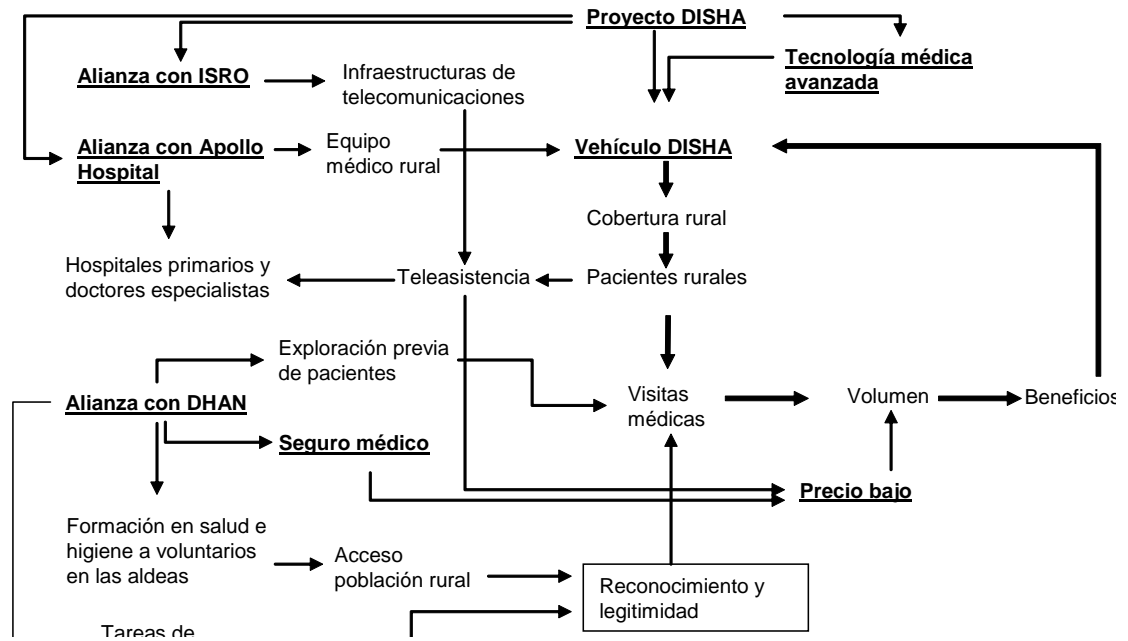 Proyecto DISHA
Tecnología médica
avanzada
Alianza con ISRO
Infraestructuras de
telecomunicaciones
Alianza con Apollo
Hospital
Equipo
médico rural
Vehículo DISHA
Cobertura rural
Hospitales primarios y
doctores especialistas
Teleasistencia
Pacientes rurales
Exploración previa
de pacientes
Alianza con DHAN
Visitas
médicas
Volumen
Beneficios
Seguro médico
Precio bajo
Formación en salud e
higiene a voluntarios
en las aldeas
Acceso
población rural
Reconocimiento y
legitimidad
Tareas de